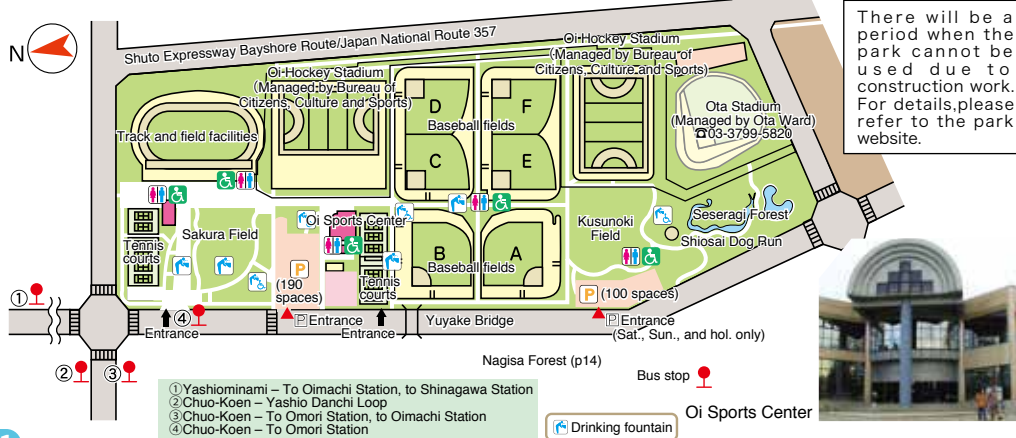 N
Shuto Expressway Bayshore Route/Japan National Route 357
There will be a
period when the
park cannot be
used due to
construction work.
For details,please
refer to the park
website.
Oi Hockey Stadium
(Managed by Bureau of
Citizens, Culture and Sports)
Oi Hockey Stadium
(Managed by Bureau of
Citizens, Culture and Sports)
Track and field facilities
D
F
Baseball fields
C
E
Ota Stadium
(Managed by Ota Ward)
☎03-3799-5820
Tennis
courts
Sakura Field
Oi Sports Center
P
(190
spaces)
Tennis
courts
B
A
Baseball fields
Kusunoki
Field
Seseragi Forest
Shiosai Dog Run
P (100 spaces)
①
④
Entrance
P Entrance
Entrance
Yuyake Bridge
P Entrance
(Sat., Sun., and hol. only)
②
③
Nagisa Forest (p14)
Bus stop
①Yashiominami – To Oimachi Station, to Shinagawa Station
②Chuo-Koen – Yashio Danchi Loop
③Chuo-Koen – To Omori Station, to Oimachi Station
④Chuo-Koen – To Omori Station
Drinking fountain
Oi Sports Center